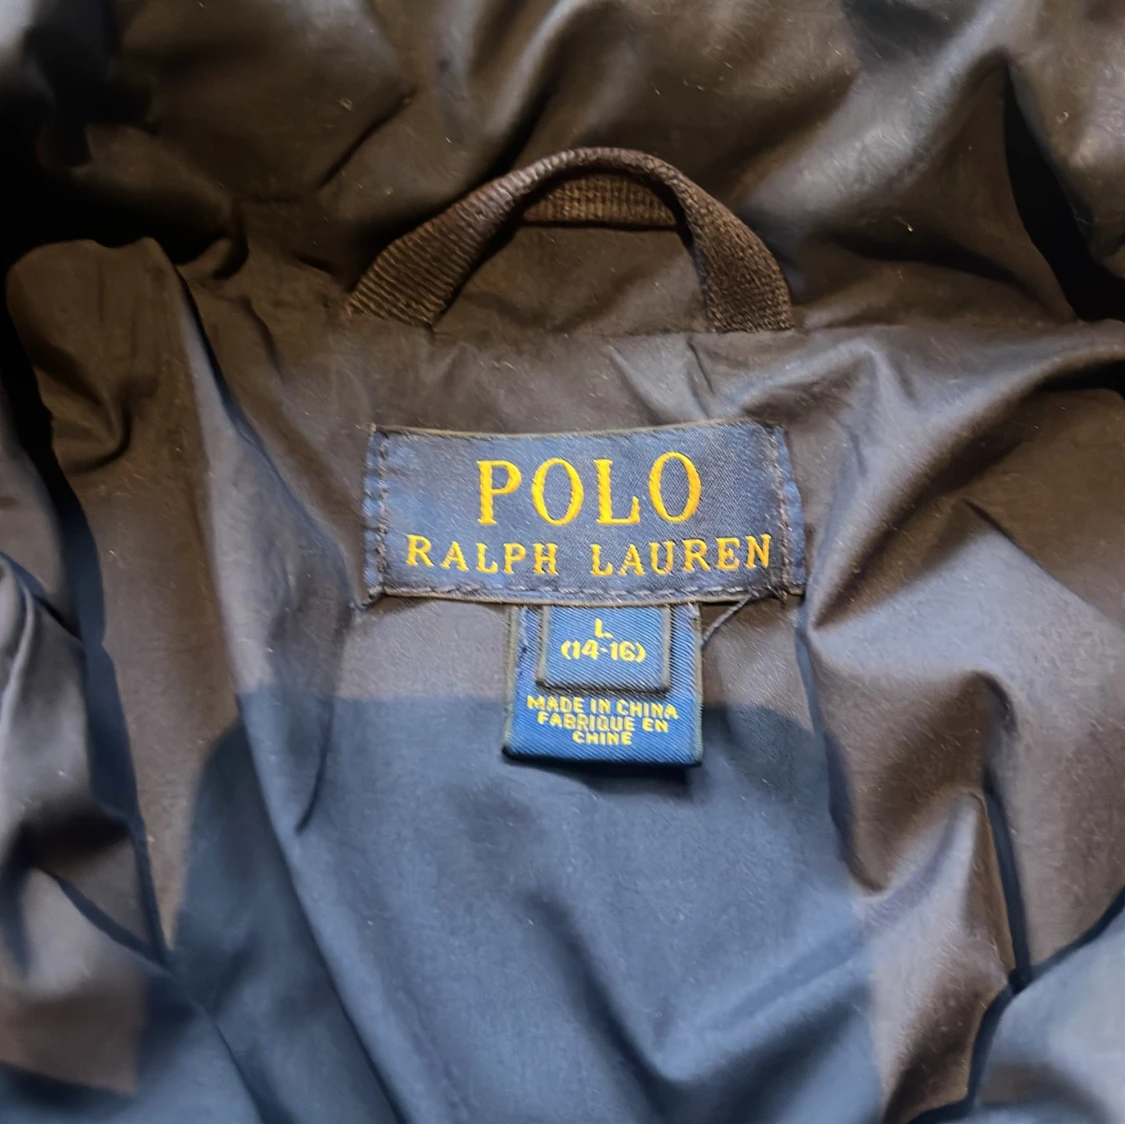 POLO
RALPH LAUREN
L
(14-16)
MADE IN CHINA
FABRIQUE EN
CHINE